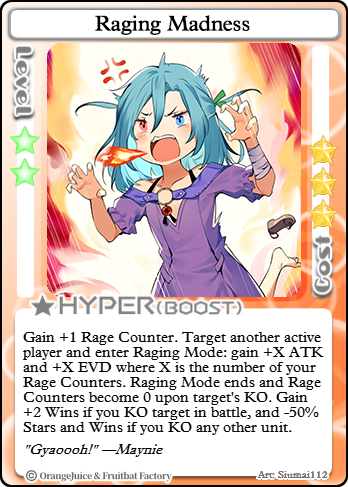 Raging Madness
Level
Cost
HYPER(BOOST)
Gain +1 Rage Counter. Target another active
player and enter Raging Mode: gain +X ATK
and +X EVD where X is the number of your
Rage Counters. Raging Mode ends and Rage
Counters become 0 upon target's KO. Gain
+2 Wins if you KO target in battle, and -50%
Stars and Wins if you KO any other unit.
"Gyaoooh!" —Maynie
© OrangeJuice & Fruitbat Factory
Art: Siumai112